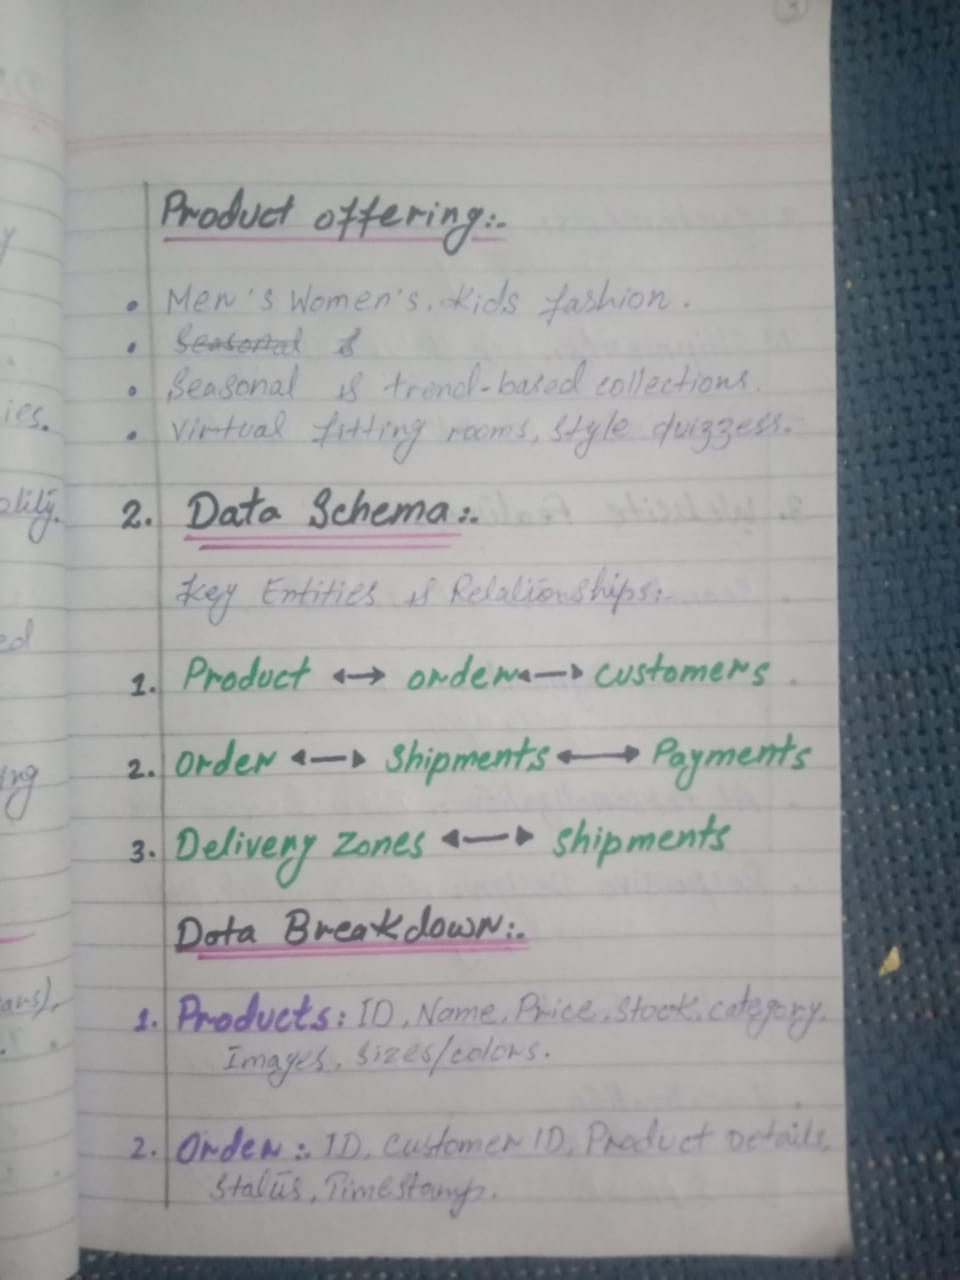 3
Product offering:-
• Men's Women's, Kids fashion.
• Seasonal &
• Seasonal & trend-based collections.
• Virtual fitting rooms, style quizzess.
2. Data Schema:-
Key Entities & Relationships:-
1. Product ↔ order ↔ customers.
2. Order ↔ Shipments ↔ Payments
3. Delivery Zones ↔ shipments
Data Breakdown:-
1. Products: ID, Name, Price, Stock, category,
Images, sizes/colors.
2. Order:- ID, Customer ID, Product Details,
Status, Timestamp.
y
ies.
ality.
ed
ing